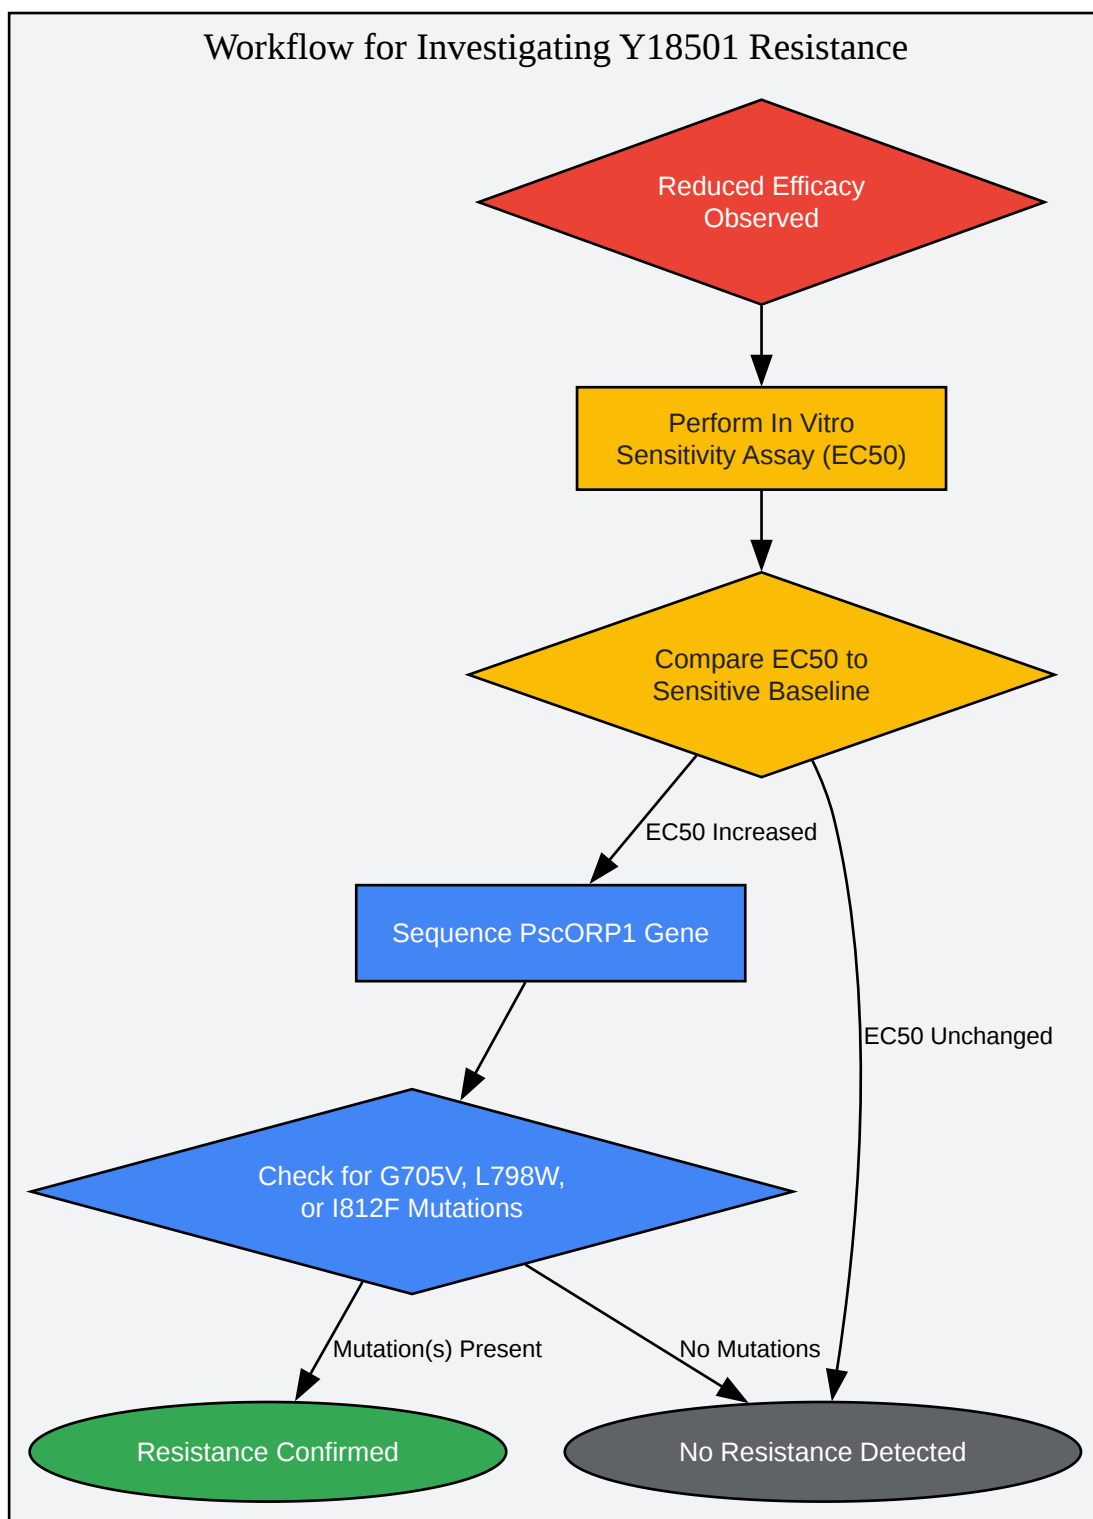 Workflow for Investigating Y18501 Resistance
Reduced Efficacy
Observed
Perform In Vitro
Sensitivity Assay (EC50)
Compare EC50 to
Sensitive Baseline
EC50 Increased
Sequence PscORP1 Gene
EC50 Unchanged
Check for G705V, L798W,
or I812F Mutations
Mutation(s) Present
No Mutations
Resistance Confirmed
No Resistance Detected